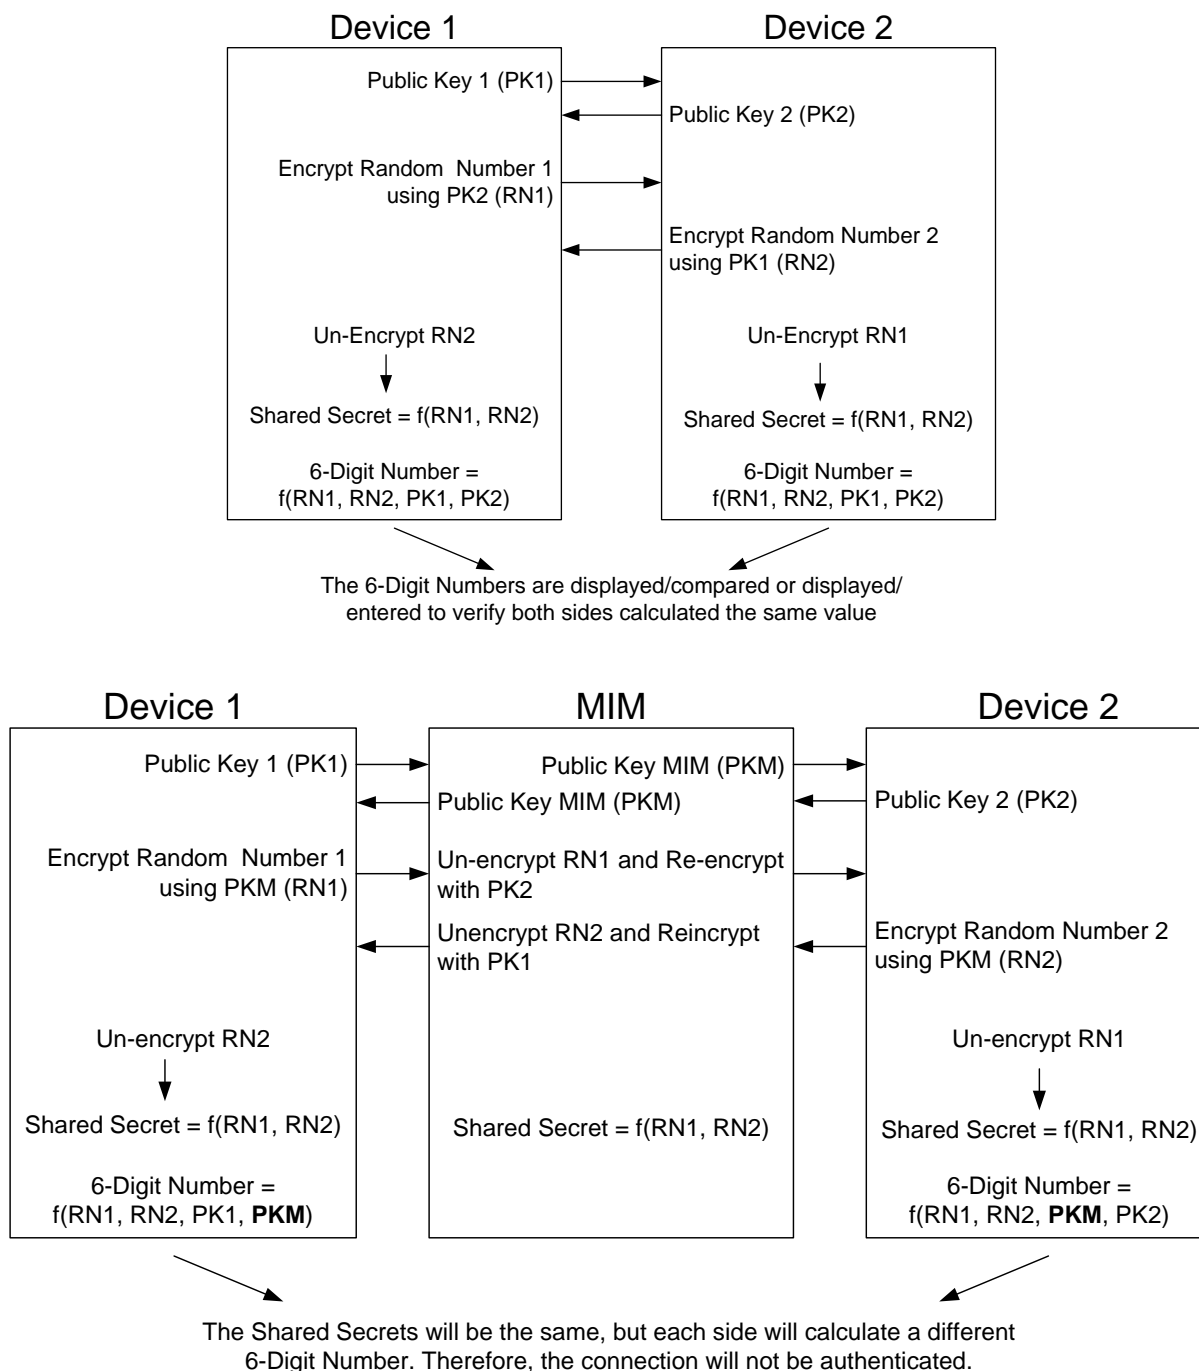 Device 1
Device 2
Public Key 1 (PK1)
Public Key 2 (PK2)
Encrypt Random Number 1
using PK2 (RN1)
Encrypt Random Number 2
using PK1 (RN2)
Un-Encrypt RN2
Un-Encrypt RN1
Shared Secret = f(RN1, RN2)
Shared Secret = f(RN1, RN2)
6-Digit Number =
f(RN1, RN2, PK1, PK2)
6-Digit Number =
f(RN1, RN2, PK1, PK2)
The 6-Digit Numbers are displayed/compared or displayed/
entered to verify both sides calculated the same value
Device 1
MIM
Device 2
Public Key 1 (PK1)
Public Key MIM (PKM)
Public Key MIM (PKM)
Public Key 2 (PK2)
Encrypt Random Number 1
using PKM (RN1)
Un-encrypt RN1 and Re-encrypt
with PK2
Unencrypt RN2 and Reincrypt
with PK1
Encrypt Random Number 2
using PKM (RN2)
Un-encrypt RN2
Un-encrypt RN1
Shared Secret = f(RN1, RN2)
Shared Secret = f(RN1, RN2)
Shared Secret = f(RN1, RN2)
6-Digit Number =
f(RN1, RN2, PK1, PKM)
6-Digit Number =
f(RN1, RN2, PKM, PK2)
The Shared Secrets will be the same, but each side will calculate a different
6-Digit Number. Therefore, the connection will not be authenticated.